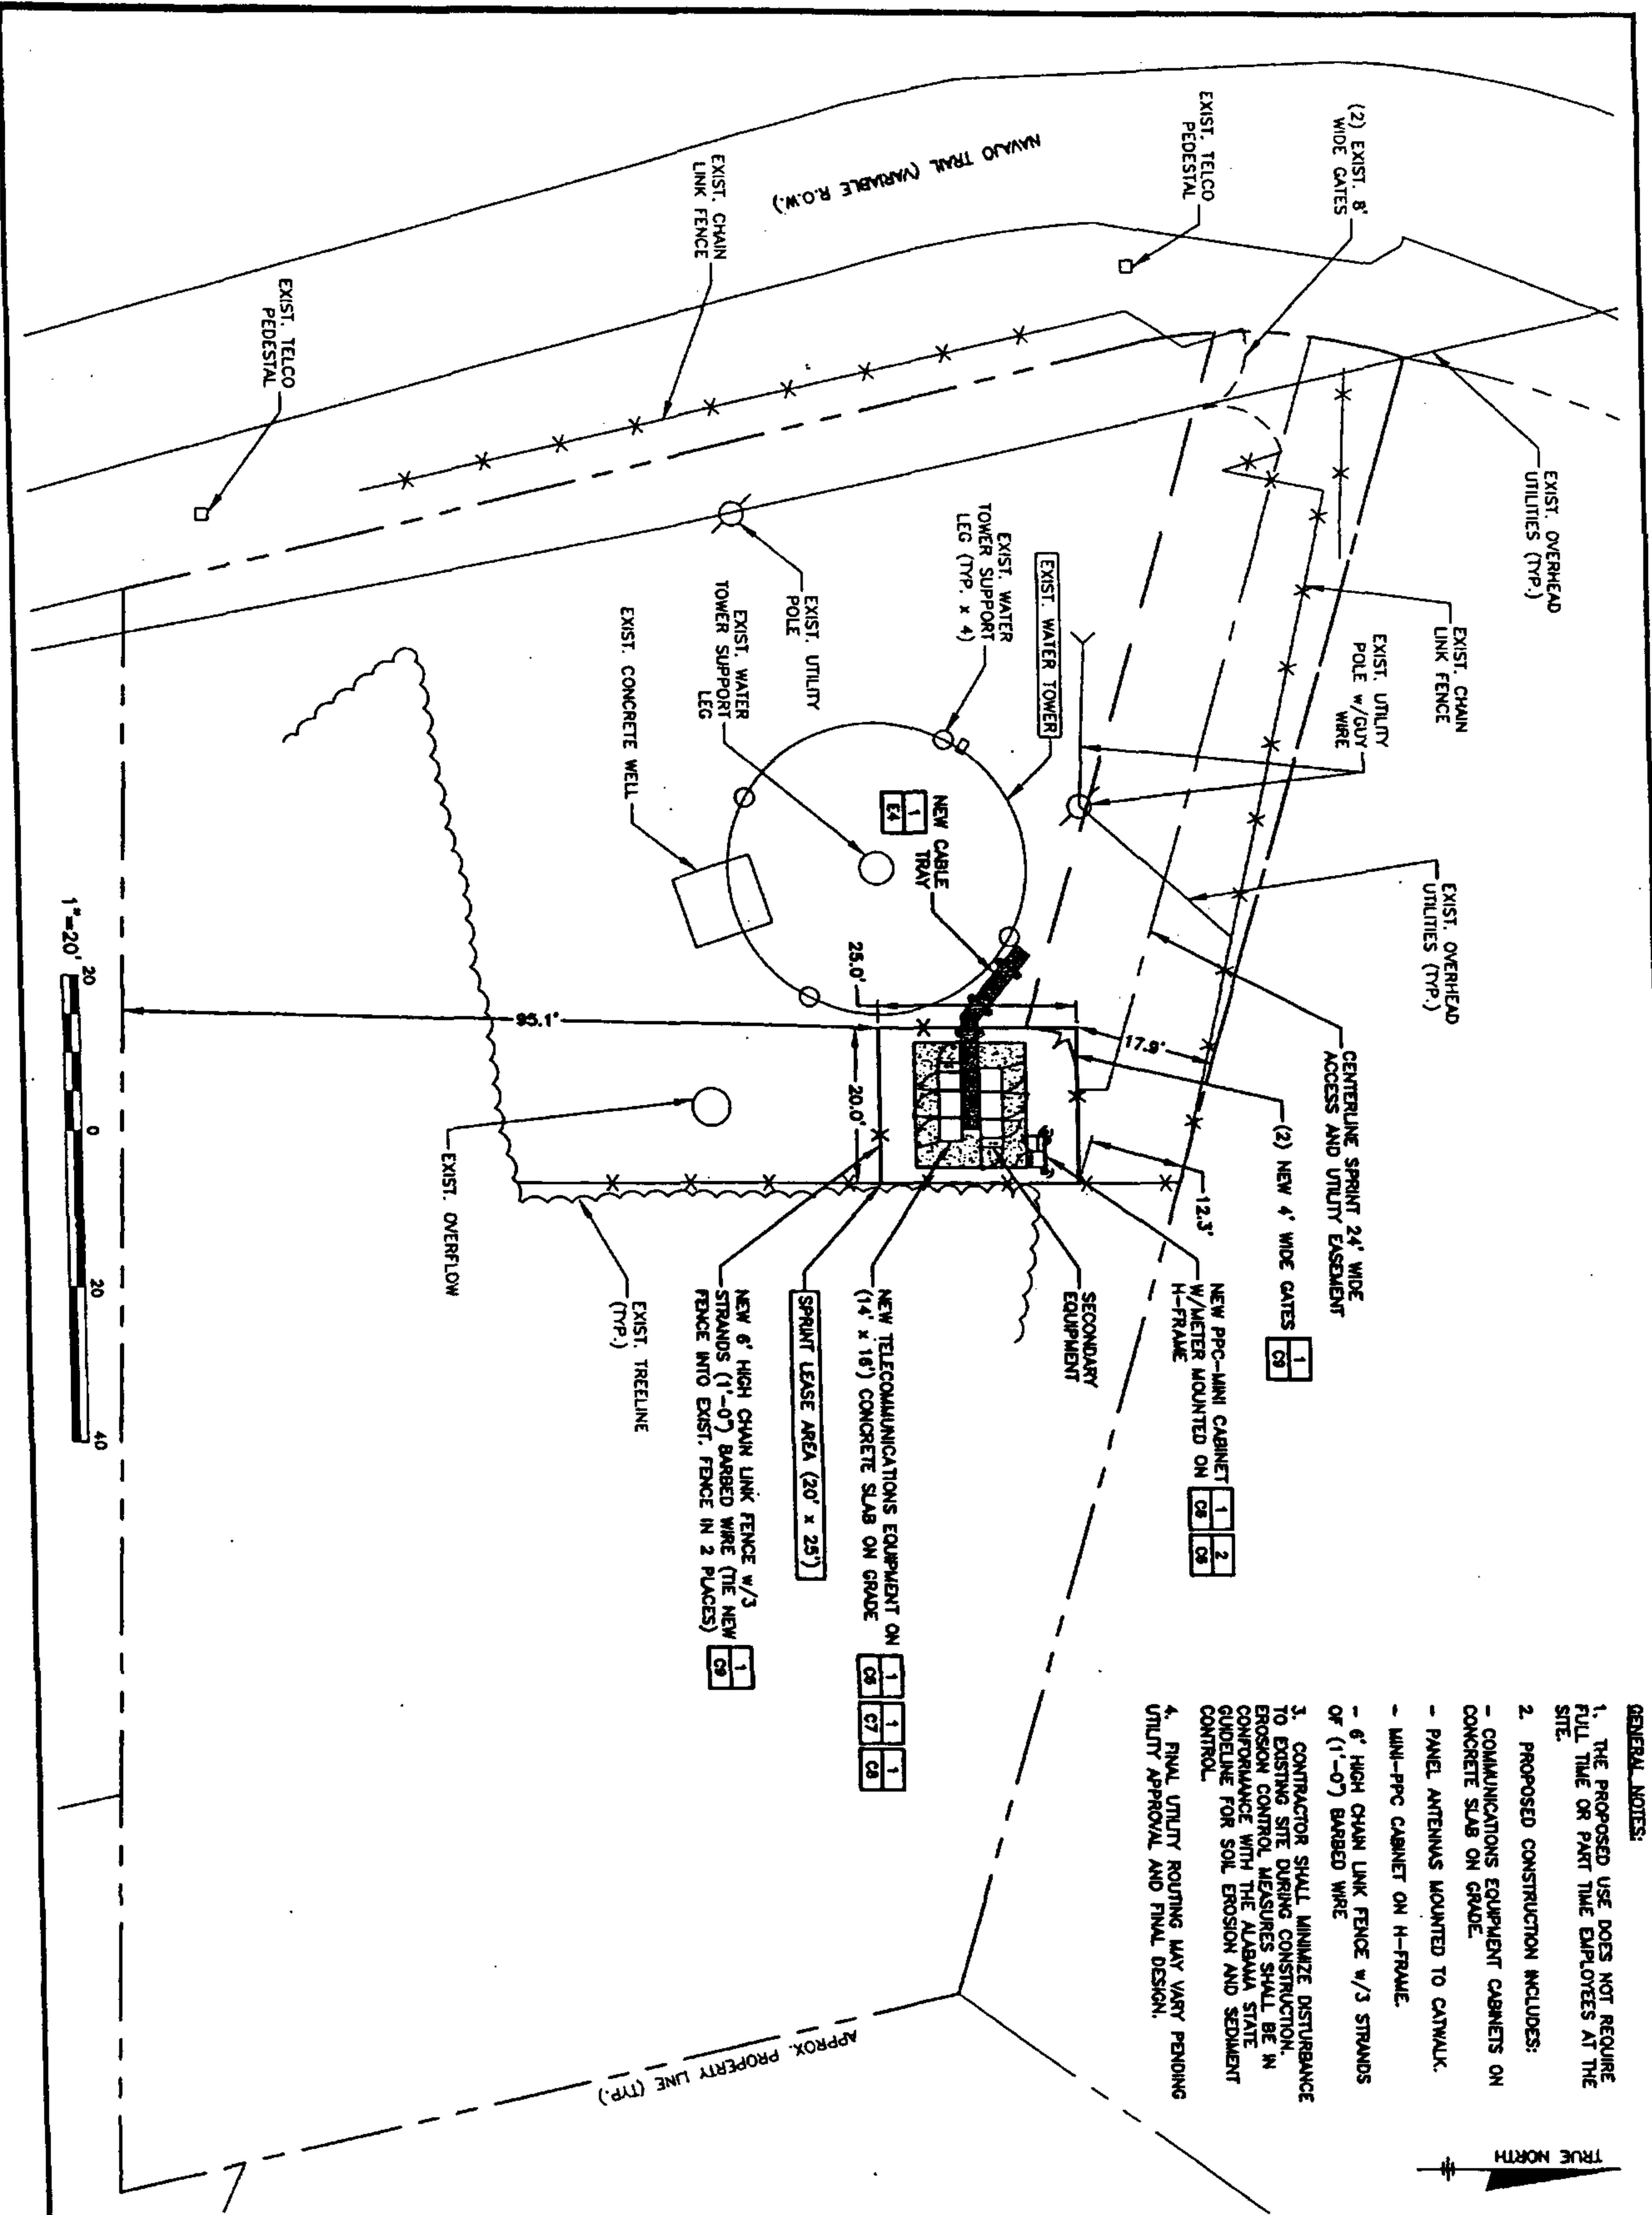 GENERAL NOTES:
1. THE PROPOSED USE DOES NOT REQUIRE
FULL TIME OR PART TIME EMPLOYEES AT THE
SITE.
2. PROPOSED CONSTRUCTION INCLUDES:
- COMMUNICATIONS EQUIPMENT CABINETS ON
CONCRETE SLAB ON GRADE.
- PANEL ANTENNAS MOUNTED TO CATWALK.
- MINI-PPC CABINET ON H-FRAME.
- 6' HIGH CHAIN LINK FENCE w/3 STRANDS
OF (1'-0") BARBED WIRE
3. CONTRACTOR SHALL MINIMIZE DISTURBANCE
TO EXISTING SITE DURING CONSTRUCTION.
EROSION CONTROL MEASURES SHALL BE IN
CONFORMANCE WITH THE ALABAMA STATE
GUIDELINE FOR SOIL EROSION AND SEDIMENT
CONTROL.
4. FINAL UTILITY ROUTING MAY VARY PENDING
UTILITY APPROVAL AND FINAL DESIGN.
TRUE NORTH
EXIST. OVERHEAD
UTILITIES (TYP.)
EXIST. CHAIN
LINK FENCE
EXIST. UTILITY
POLE w/GUY
WIRE
EXIST. OVERHEAD
UTILITIES (TYP.)
CENTERLINE SPRINT 24' WIDE
ACCESS AND UTILITY EASEMENT
(2) NEW 4' WIDE GATES
1
C9
(2) EXIST. 8'
WIDE GATES
EXIST. TELCO
PEDESTAL
NAVAJO TRAIL (VARIABLE R.O.W.)
EXIST. CHAIN
LINK FENCE
EXIST. TELCO
PEDESTAL
EXIST. WATER TOWER
EXIST. WATER
TOWER SUPPORT
LEG (TYP. x 4)
EXIST. UTILITY
POLE
EXIST. WATER
TOWER SUPPORT
LEG
EXIST. CONCRETE WELL
NEW CABLE
TRAY
1
E4
25.0'
17.9'
12.3'
20.0'
95.1'
NEW PPC-MINI CABINET
W/METER MOUNTED ON
H-FRAME
1
2
C6
SECONDARY
EQUIPMENT
NEW TELECOMMUNICATIONS EQUIPMENT ON
(14' x 16') CONCRETE SLAB ON GRADE
1
1
1
C7
C8
SPRINT LEASE AREA (20' x 25')
NEW 6' HIGH CHAIN LINK FENCE w/3
STRANDS (1'-0") BARBED WIRE (TIE NEW
FENCE INTO EXIST. FENCE IN 2 PLACES)
1
C9
EXIST. TREELINE
(TYP.)
EXIST. OVERFLOW
APPROX. PROPERTY LINE (TYP.)
1"=20'
20
0
20
40